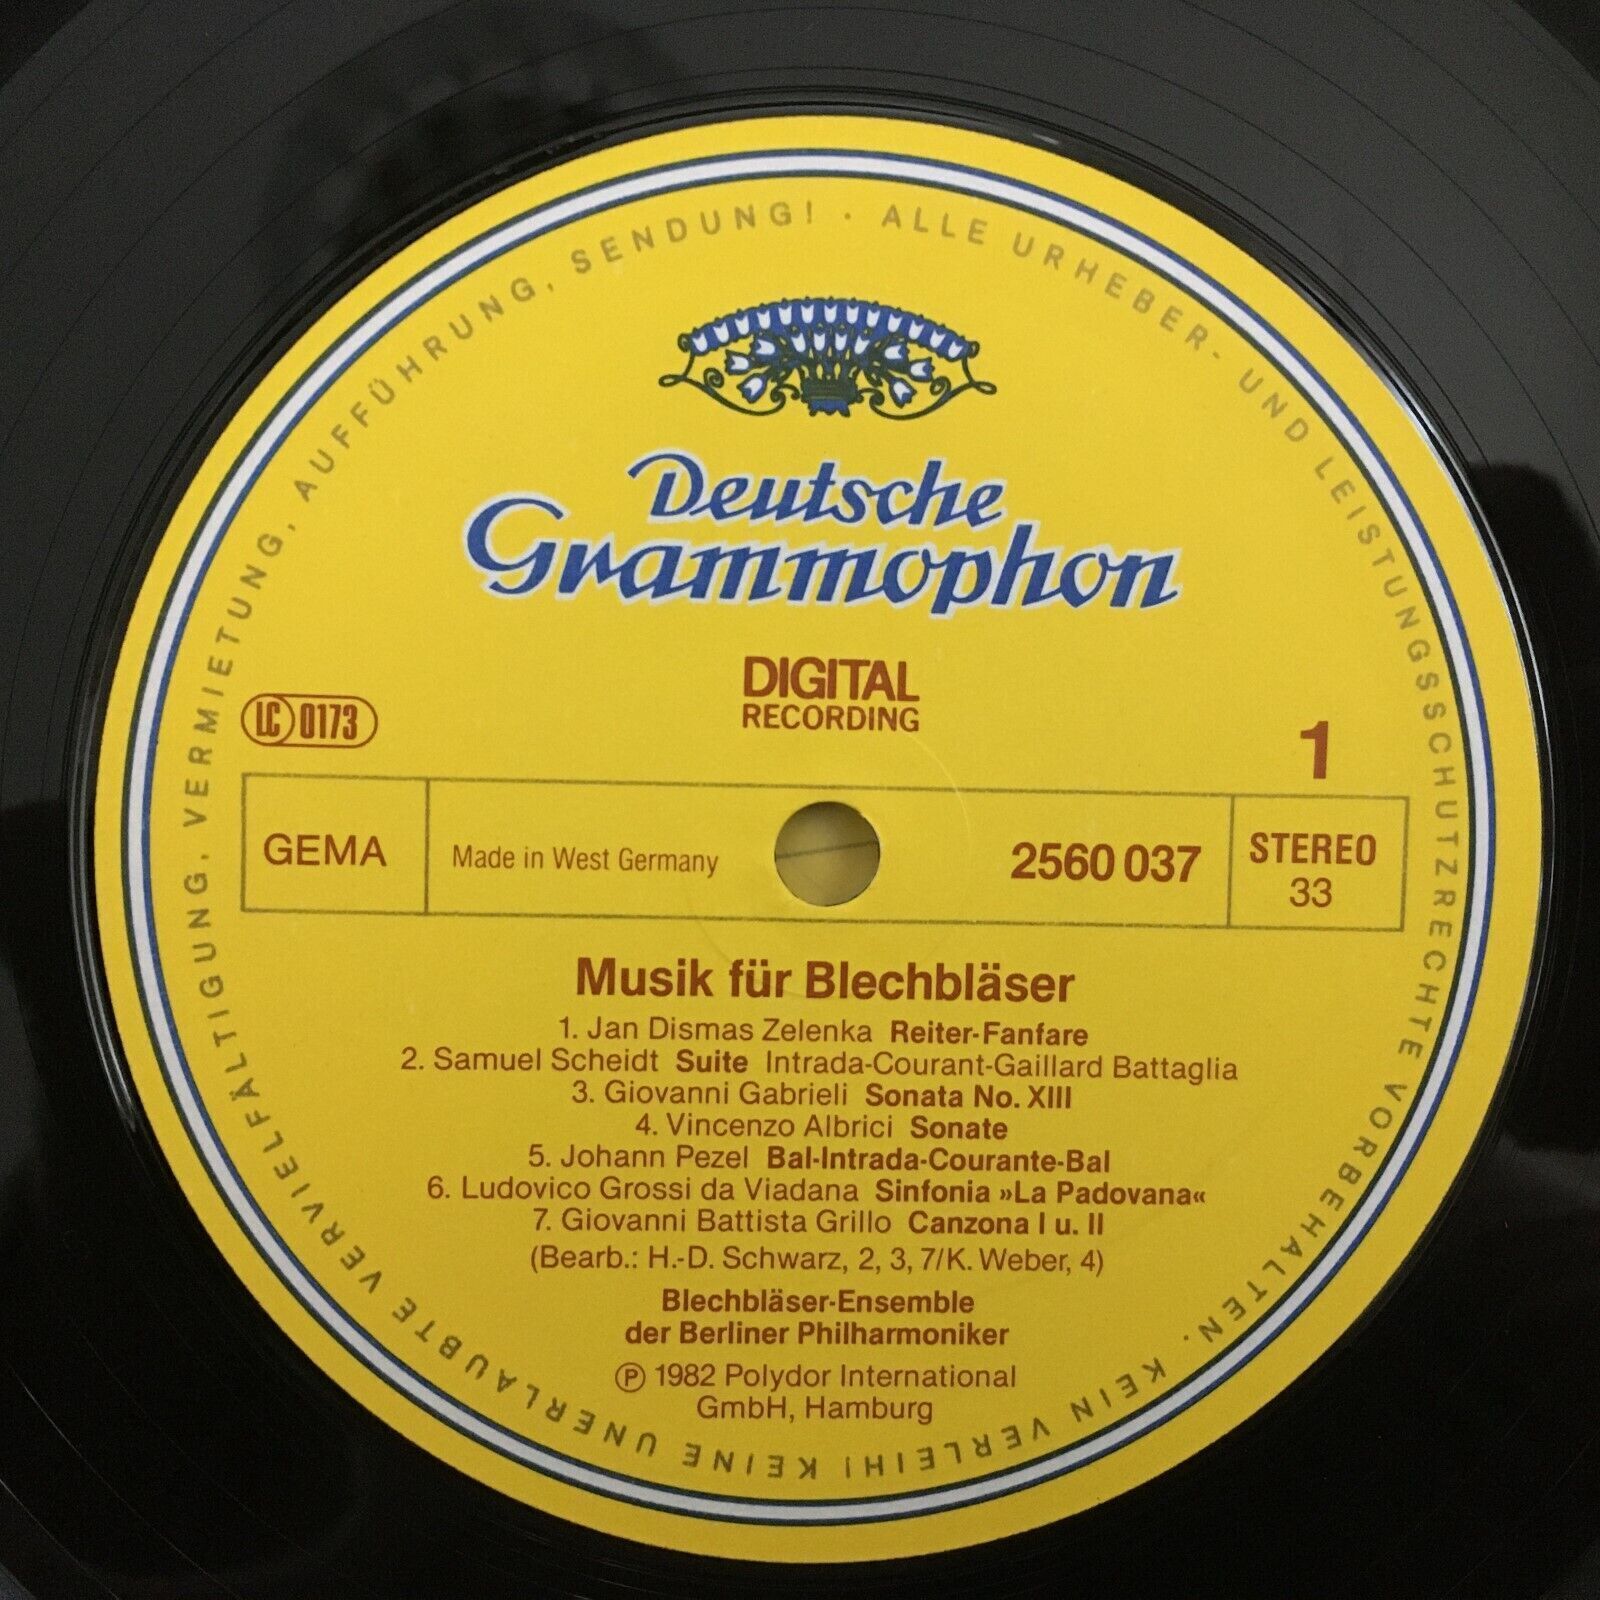 ALLE URHEBER- UND LEISTUNGSSCHUTZRECHTE VORBEHALTEN. KEIN VERLEIH! KEINE UNERLAUBTE VERVIELFÄLTIGUNG, VERMIETUNG, AUFFÜHRUNG, SENDUNG! ·
Deutsche
Grammophon
DIGITAL
RECORDING
LC 0173
1
GEMA
Made in West Germany
2560 037
STEREO
33
Musik für Blechbläser
1. Jan Dismas Zelenka Reiter-Fanfare
2. Samuel Scheidt Suite Intrada-Courant-Gaillard Battaglia
3. Giovanni Gabrieli Sonata No. XIII
4. Vincenzo Albrici Sonate
5. Johann Pezel Bal-Intrada-Courante-Bal
6. Ludovico Grossi da Viadana Sinfonia »La Padovana«
7. Giovanni Battista Grillo Canzona I u. II
(Bearb.: H.-D. Schwarz, 2, 3, 7/K. Weber, 4)
Blechbläser-Ensemble
der Berliner Philharmoniker
℗ 1982 Polydor International
GmbH, Hamburg